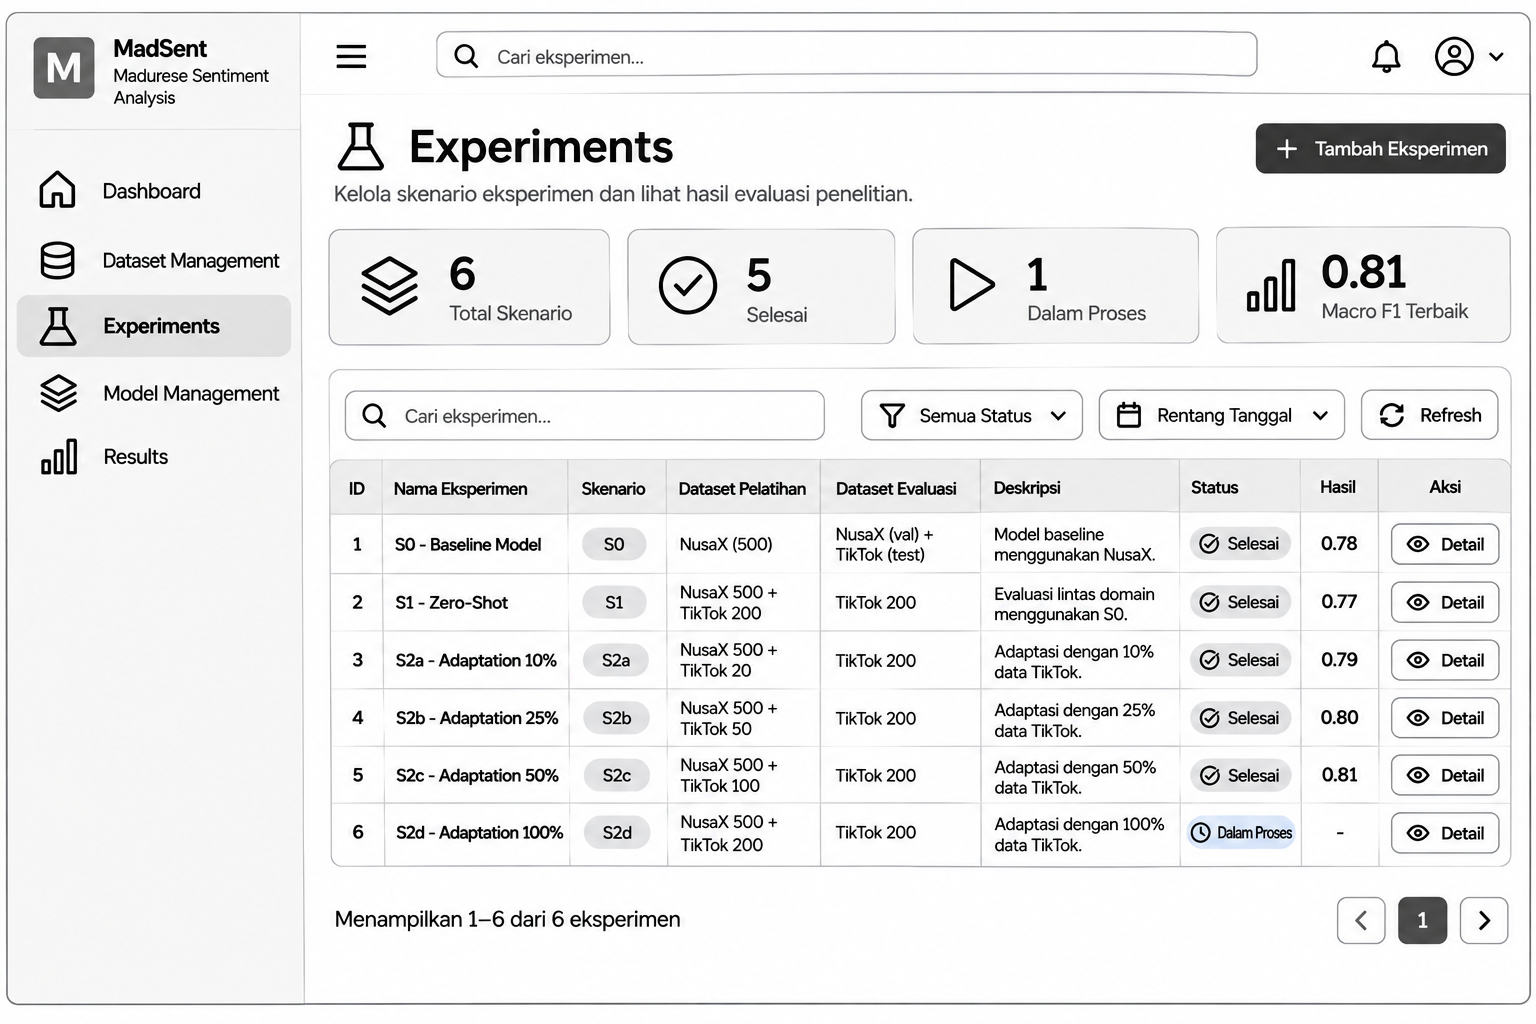 M
MadSent
Madurese Sentiment
Analysis
Dashboard
Dataset Management
Experiments
Model Management
Results
Cari eksperimen...
Experiments
Kelola skenario eksperimen dan lihat hasil evaluasi penelitian.
+ Tambah Eksperimen
6
Total Skenario
5
Selesai
1
Dalam Proses
0.81
Macro F1 Terbaik
Cari eksperimen...
Semua Status
Rentang Tanggal
Refresh
ID Nama Eksperimen Skenario Dataset Pelatihan Dataset Evaluasi Deskripsi Status Hasil Aksi
1 S0 - Baseline Model S0 NusaX (500) NusaX (val) + TikTok (test) Model baseline menggunakan NusaX. Selesai 0.78 Detail
2 S1 - Zero-Shot S1 NusaX 500 + TikTok 200 TikTok 200 Evaluasi lintas domain menggunakan S0. Selesai 0.77 Detail
3 S2a - Adaptation 10% S2a NusaX 500 + TikTok 20 TikTok 200 Adaptasi dengan 10% data TikTok. Selesai 0.79 Detail
4 S2b - Adaptation 25% S2b NusaX 500 + TikTok 50 TikTok 200 Adaptasi dengan 25% data TikTok. Selesai 0.80 Detail
5 S2c - Adaptation 50% S2c NusaX 500 + TikTok 100 TikTok 200 Adaptasi dengan 50% data TikTok. Selesai 0.81 Detail
6 S2d - Adaptation 100% S2d NusaX 500 + TikTok 200 TikTok 200 Adaptasi dengan 100% data TikTok. Dalam Proses - Detail
Menampilkan 1–6 dari 6 eksperimen
1